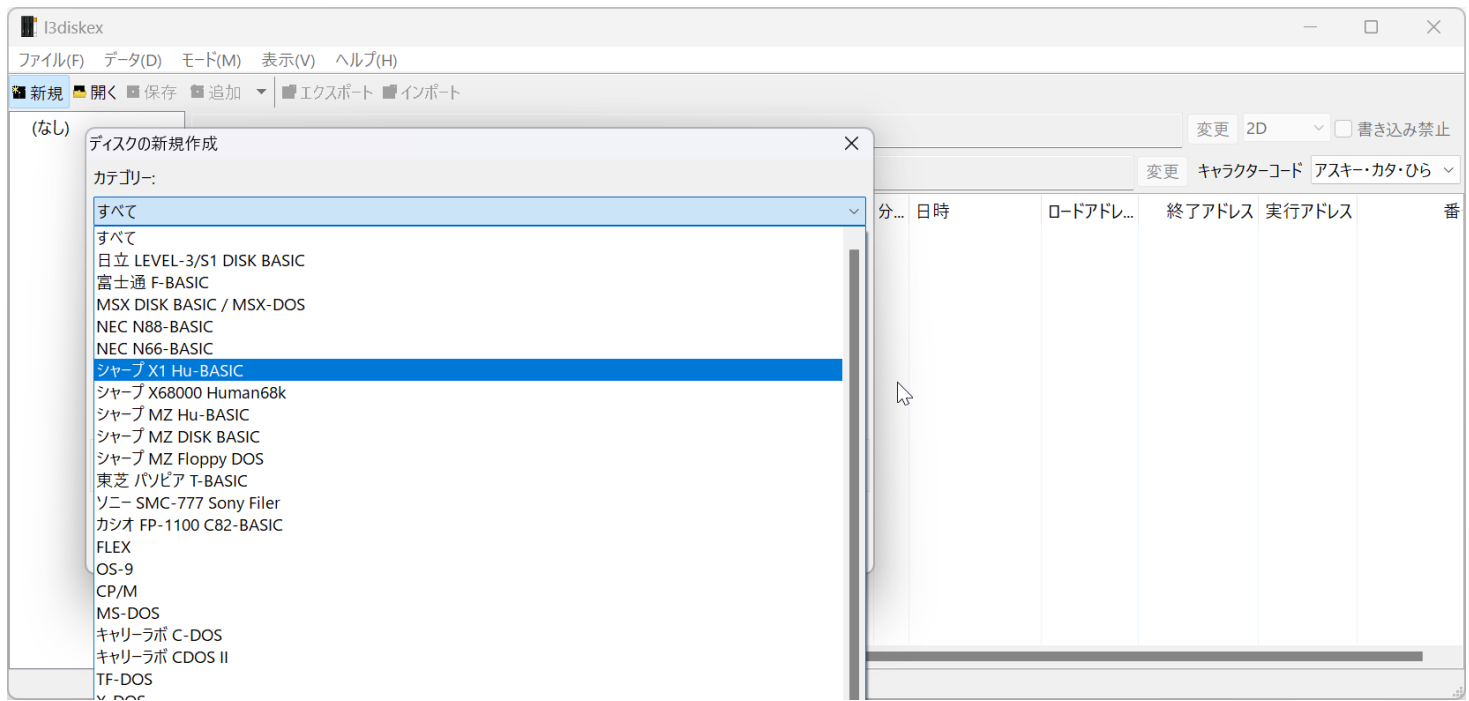 l3diskex
ファイル(F) データ(D) モード(M) 表示(V) ヘルプ(H)
新規 開く 保存 追加 エクスポート インポート
(なし)
変更 2D 書き込み禁止
ディスクの新規作成
カテゴリー:
変更 キャラクターコード アスキー・カタ・ひら
すべて
分... 日時 ロードアドレ... 終了アドレス 実行アドレス 番
すべて
日立 LEVEL-3/S1 DISK BASIC
富士通 F-BASIC
MSX DISK BASIC / MSX-DOS
NEC N88-BASIC
NEC N66-BASIC
シャープ X1 Hu-BASIC
シャープ X68000 Human68k
シャープ MZ Hu-BASIC
シャープ MZ DISK BASIC
シャープ MZ Floppy DOS
東芝 パソピア T-BASIC
ソニー SMC-777 Sony Filer
カシオ FP-1100 C82-BASIC
FLEX
OS-9
CP/M
MS-DOS
キャリーラボ C-DOS
キャリーラボ CDOS II
TF-DOS